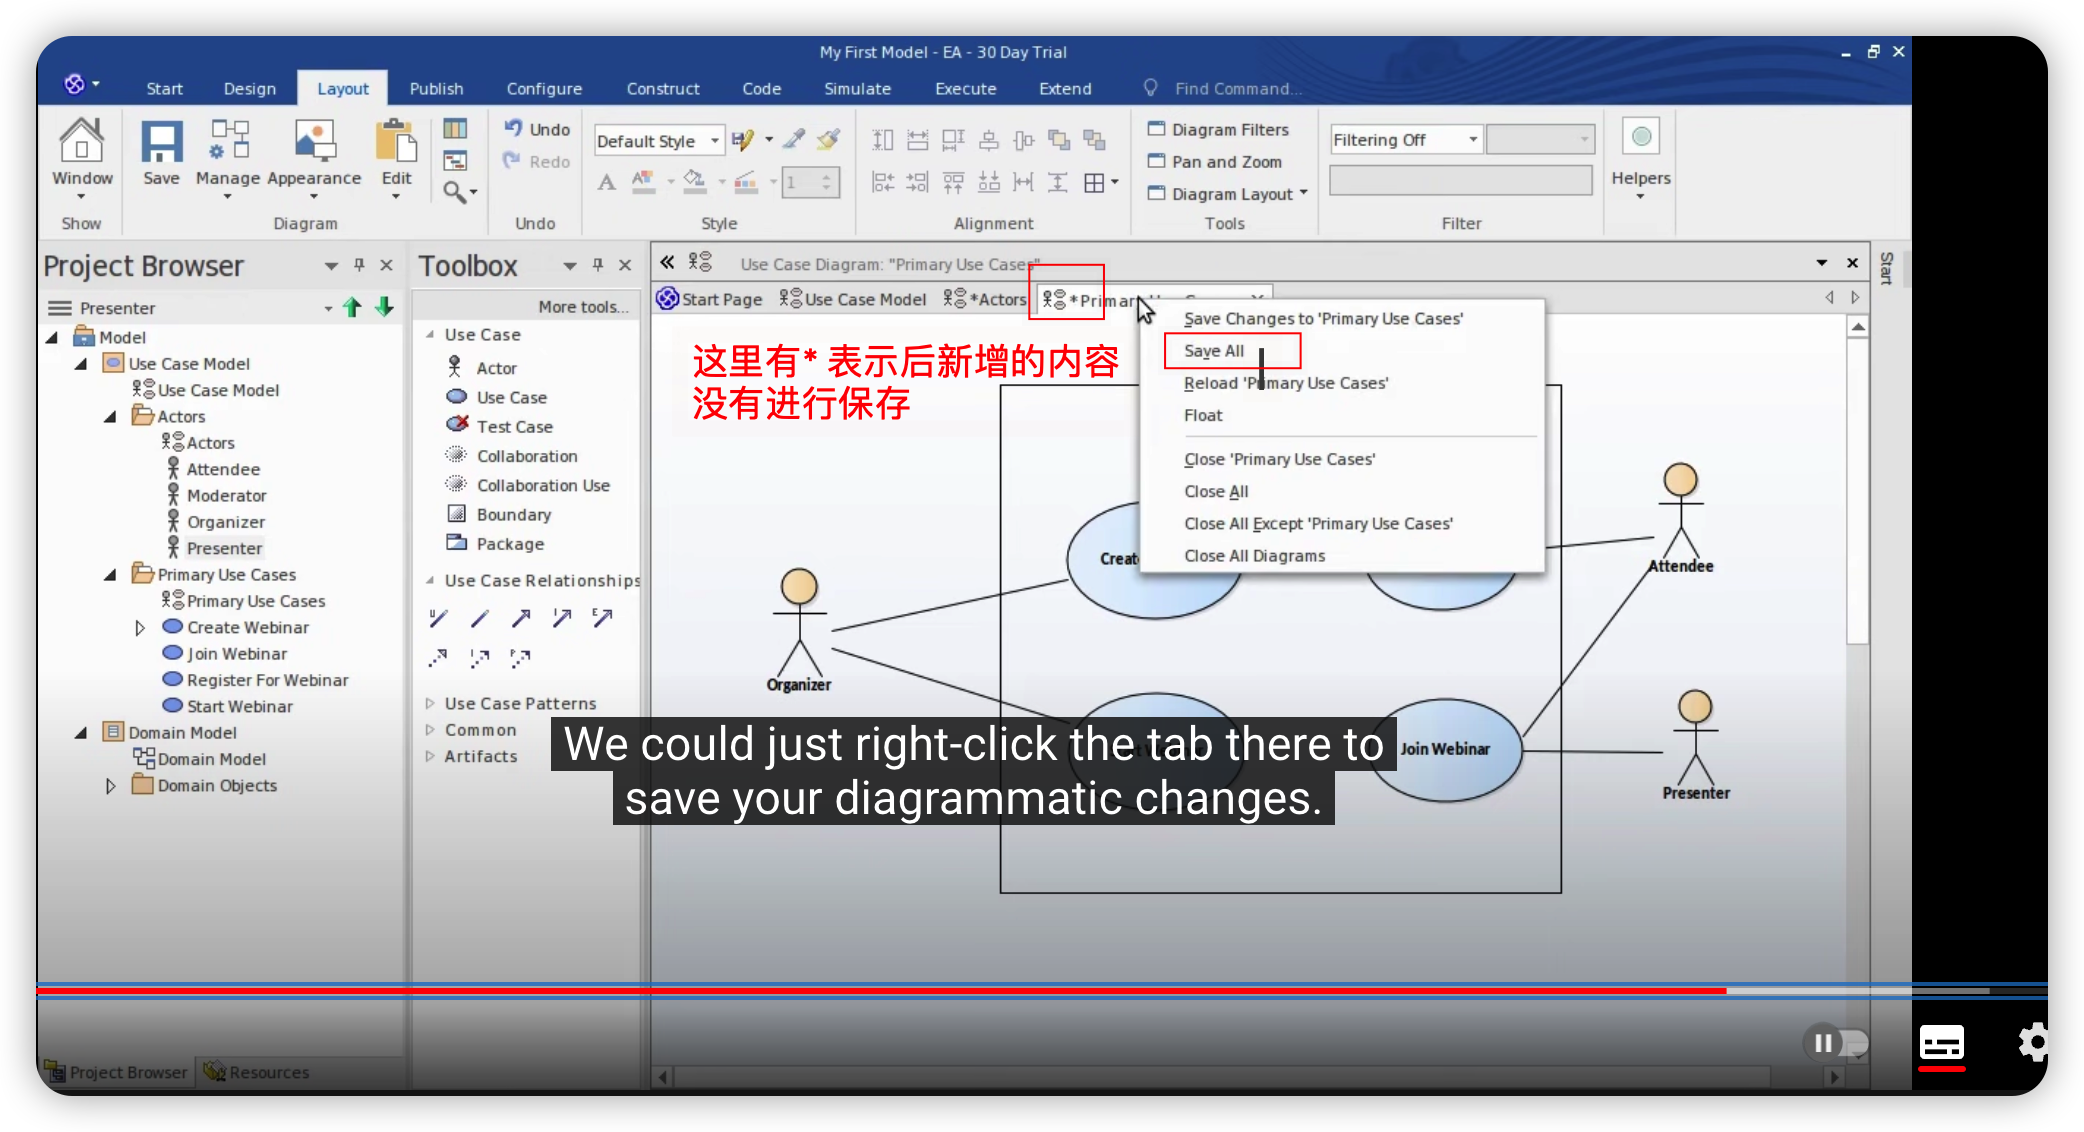 My First Model - EA - 30 Day Trial
Start Design Layout Publish Configure Construct Code Simulate Execute Extend Find Command...
Window
Show
Save Manage Appearance Edit
Diagram
Undo
Redo
Undo
Default Style
1
Style
Alignment
Diagram Filters
Pan and Zoom
Diagram Layout
Tools
Filtering Off
Filter
Helpers
Project Browser
Presenter
Model
Use Case Model
Use Case Model
Actors
Actors
Attendee
Moderator
Organizer
Presenter
Primary Use Cases
Primary Use Cases
Create Webinar
Join Webinar
Register For Webinar
Start Webinar
Domain Model
Domain Model
Domain Objects
Project Browser Resources
Toolbox
More tools...
Use Case
Actor
Use Case
Test Case
Collaboration
Collaboration Use
Boundary
Package
Use Case Relationships
Use Case Patterns
Common
Artifacts
Use Case Diagram: "Primary Use Cases"
Start Page Use Case Model *Actors *Primar
Start
这里有* 表示后新增的内容
没有进行保存
Save Changes to 'Primary Use Cases'
Save All
Reload 'Primary Use Cases'
Float
Close 'Primary Use Cases'
Close All
Close All Except 'Primary Use Cases'
Close All Diagrams
Creat
Attendee
Organizer
Join Webinar
Presenter
We could just right-click the tab there to
save your diagrammatic changes.